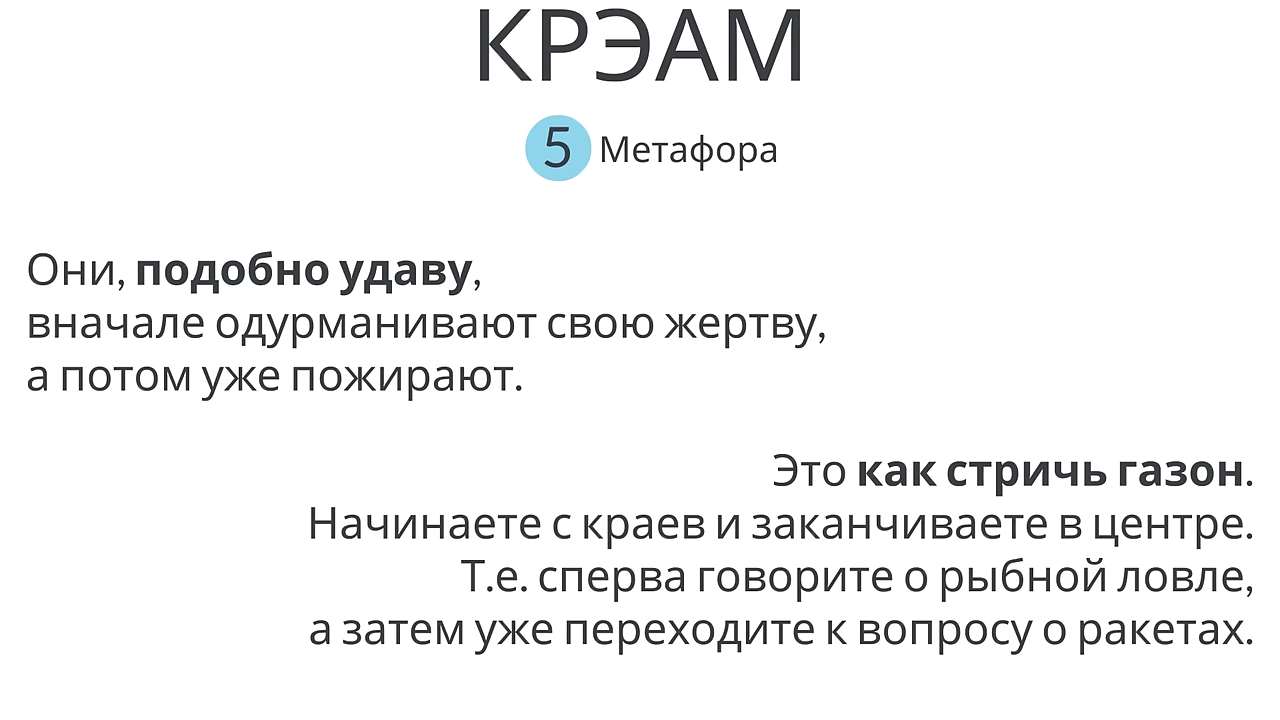 КРЭАМ
5 Метафора
Они, подобно удаву,
вначале одурманивают свою жертву,
а потом уже пожирают.
Это как стричь газон.
Начинаете с краев и заканчиваете в центре.
Т.е. сперва говорите о рыбной ловле,
а затем уже переходите к вопросу о ракетах.